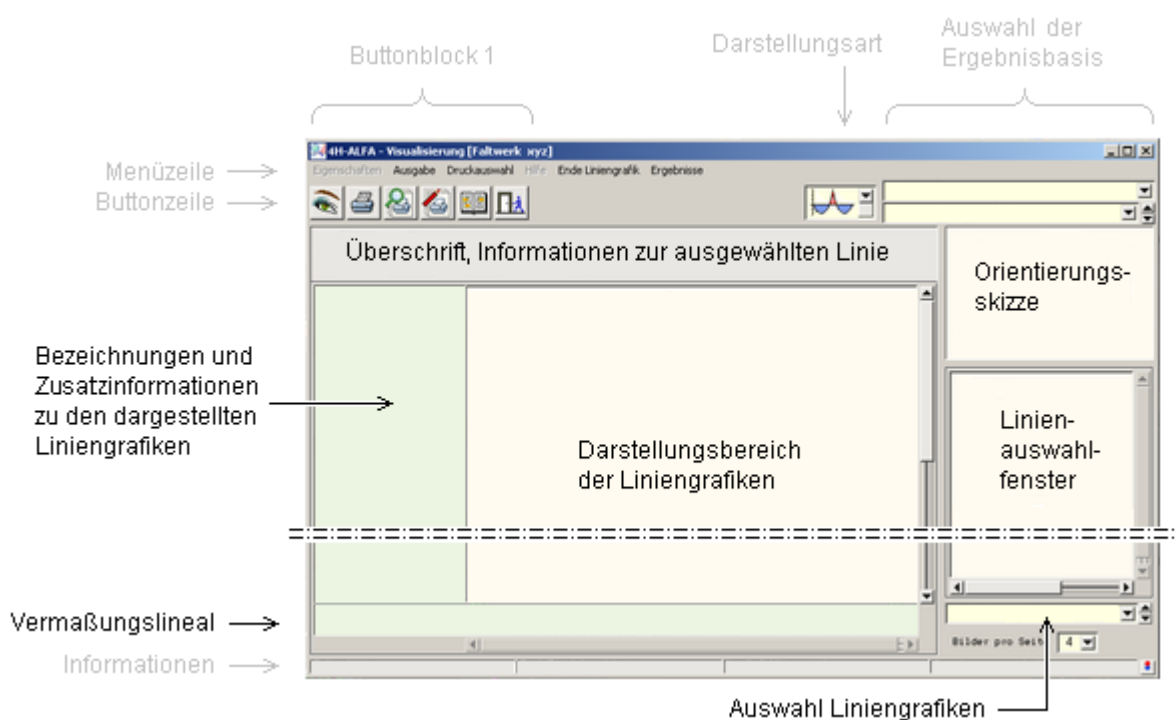 Buttonblock 1
Darstellungsart
Auswahl der
Ergebnisbasis
4H-ALFA - Visualisierung [Faltwerk xyz]
Menüzeile
Eigenschaften Ausgabe Druckauswahl Hilfe Ende Liniengrafik Ergebnisse
Buttonzeile
Überschrift, Informationen zur ausgewählten Linie
Orientierungs-
skizze
Bezeichnungen und
Zusatzinformationen
zu den dargestellten
Liniengrafiken
Darstellungsbereich
der Liniengrafiken
Linien-
auswahl-
fenster
Vermaßungslineal
Bilder pro Seite 4
Informationen
Auswahl Liniengrafiken